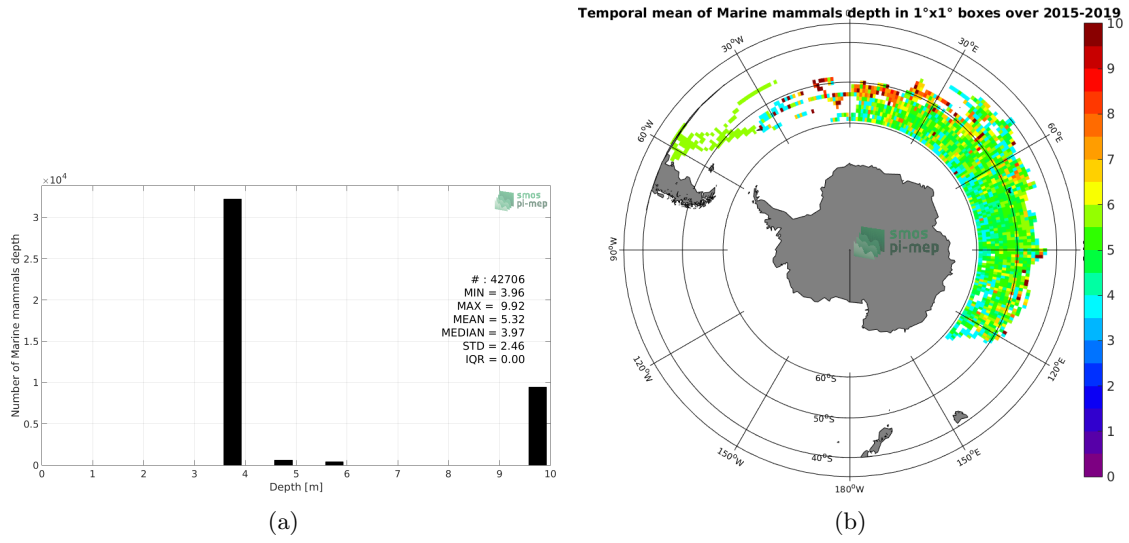 ×10⁴
3
2.5
2
1.5
1
0.5
0
0 1 2 3 4 5 6 7 8 9 10
Depth [m]
Number of Marine mammals depth
smos
pi-mep
# : 42706
MIN = 3.96
MAX = 9.92
MEAN = 5.32
MEDIAN = 3.97
STD = 2.46
IQR = 0.00
(a)
Temporal mean of Marine mammals depth in 1°x1° boxes over 2015-2019
30°W
30°E
60°W
60°E
90°W
smos
pi-mep
120°W
120°E
60°S
50°S
40°S
150°W
150°E
180°W
10
9
8
7
6
5
4
3
2
1
0
(b)